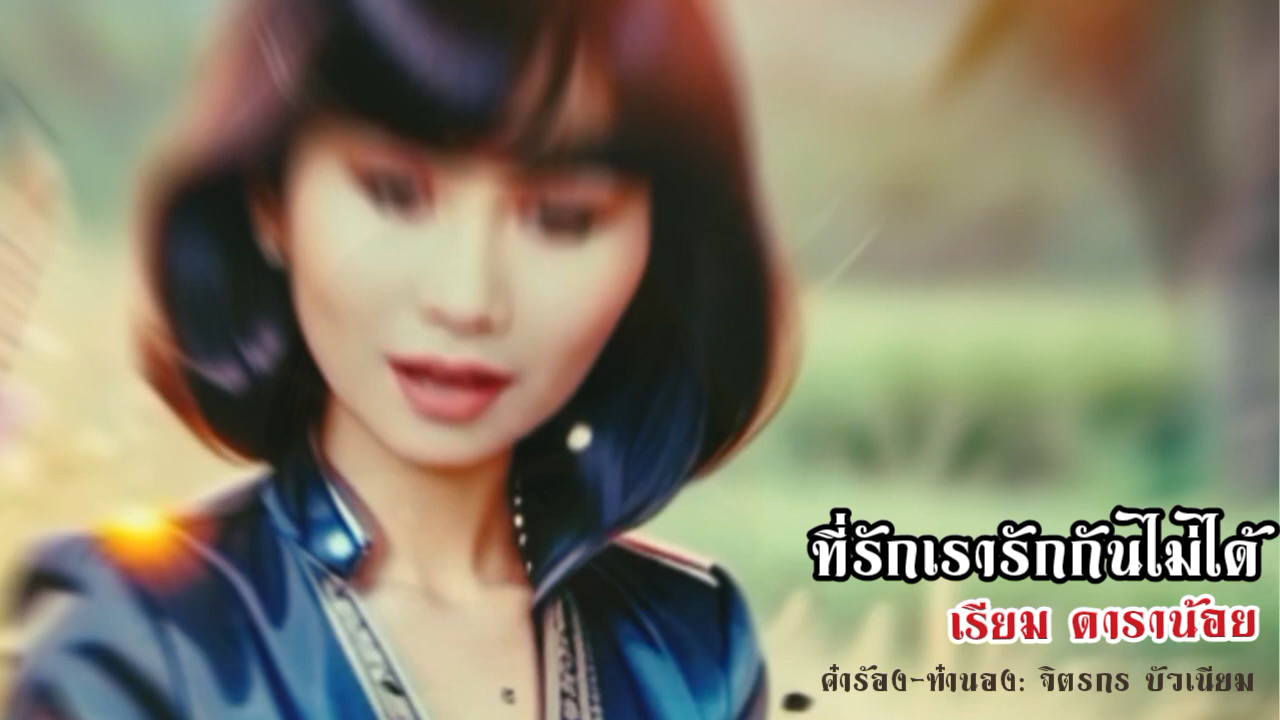 ที่รักเรารักกันไม่ได้
เรียม ดาราน้อย
คำร้อง-ทำนอง: จิตรกร บัวเนียม